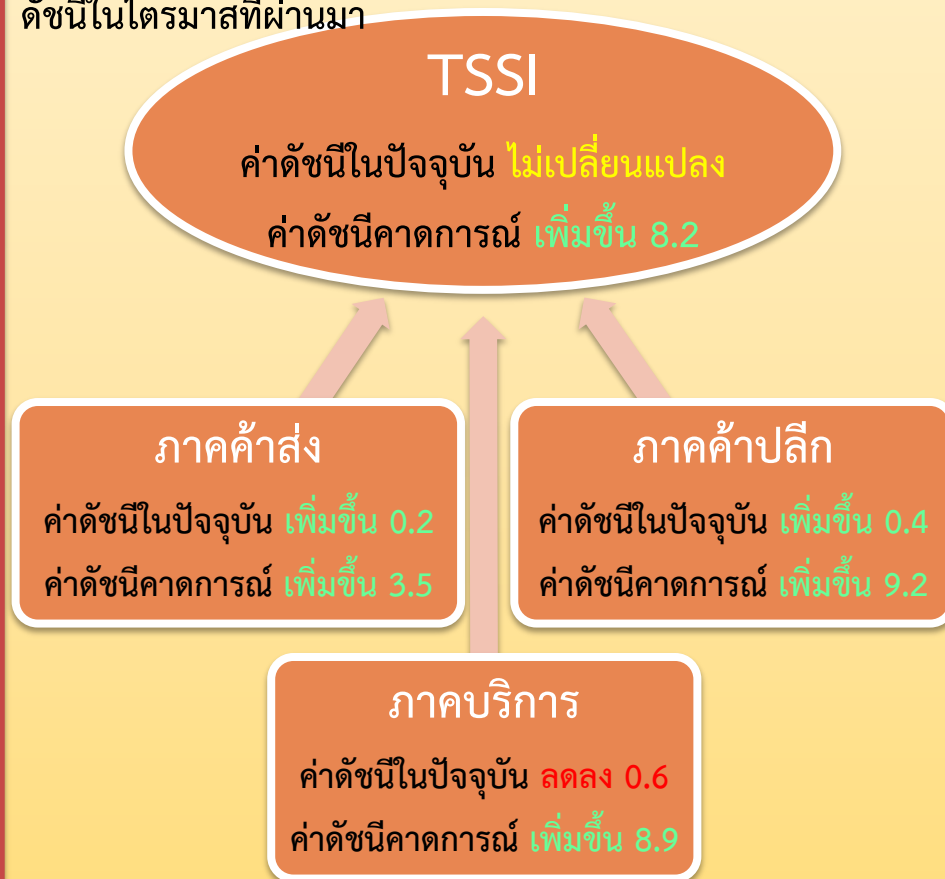 ดัชนีในไตรมาสที่ผ่านมา
TSSI
ค่าดัชนีในปัจจุบัน ไม่เปลี่ยนแปลง
ค่าดัชนีคาดการณ์ เพิ่มขึ้น 8.2
ภาคค้าส่ง
ค่าดัชนีในปัจจุบัน เพิ่มขึ้น 0.2
ค่าดัชนีคาดการณ์ เพิ่มขึ้น 3.5
ภาคค้าปลีก
ค่าดัชนีในปัจจุบัน เพิ่มขึ้น 0.4
ค่าดัชนีคาดการณ์ เพิ่มขึ้น 9.2
ภาคบริการ
ค่าดัชนีในปัจจุบัน ลดลง 0.6
ค่าดัชนีคาดการณ์ เพิ่มขึ้น 8.9